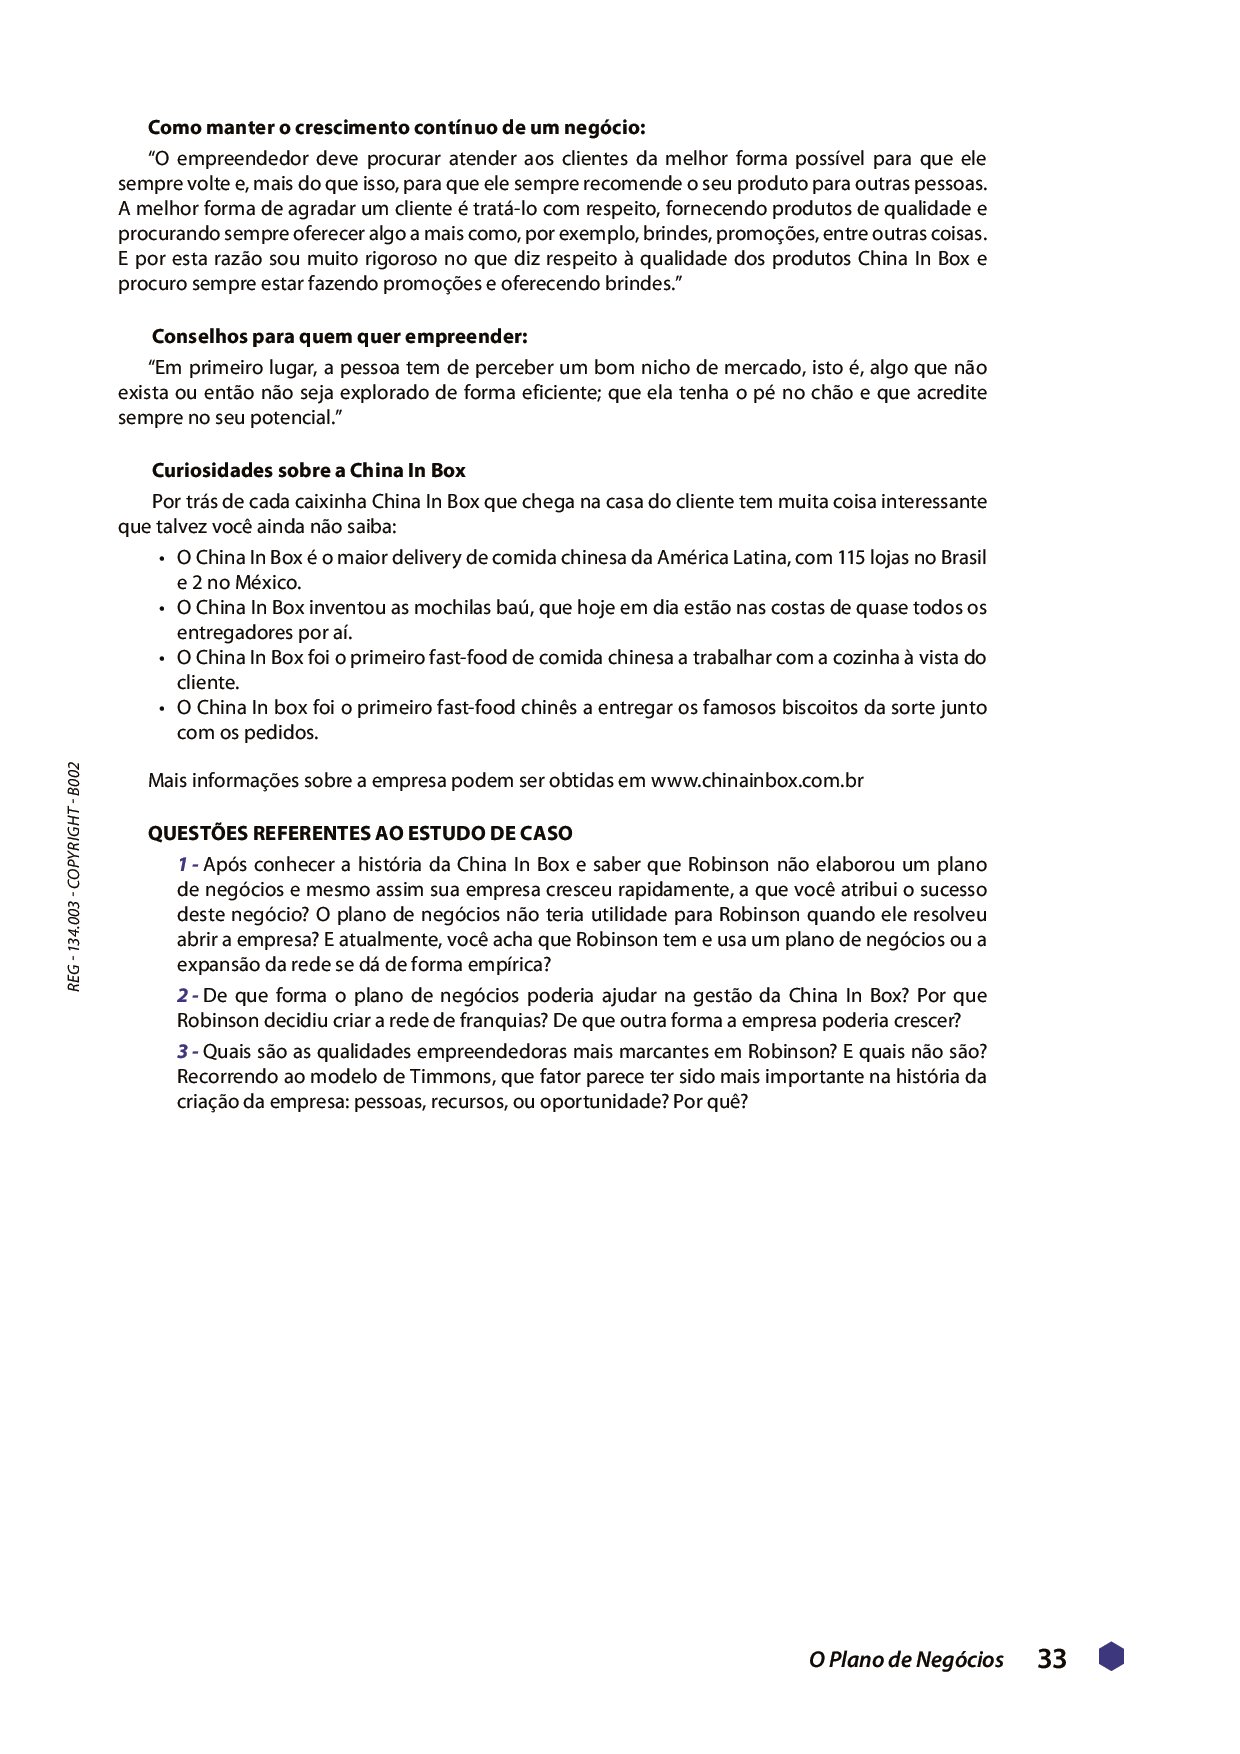 Como manter o crescimento contínuo de um negócio:
“O empreendedor deve procurar atender aos clientes da melhor forma possível para que ele
sempre volte e, mais do que isso, para que ele sempre recomende o seu produto para outras pessoas.
A melhor forma de agradar um cliente é tratá-lo com respeito, fornecendo produtos de qualidade e
procurando sempre oferecer algo a mais como, por exemplo, brindes, promoções, entre outras coisas.
E por esta razão sou muito rigoroso no que diz respeito à qualidade dos produtos China In Box e
procuro sempre estar fazendo promoções e oferecendo brindes.”
Conselhos para quem quer empreender:
“Em primeiro lugar, a pessoa tem de perceber um bom nicho de mercado, isto é, algo que não
exista ou então não seja explorado de forma eficiente; que ela tenha o pé no chão e que acredite
sempre no seu potencial.”
Curiosidades sobre a China In Box
Por trás de cada caixinha China In Box que chega na casa do cliente tem muita coisa interessante
que talvez você ainda não saiba:
• O China In Box é o maior delivery de comida chinesa da América Latina, com 115 lojas no Brasil
e 2 no México.
• O China In Box inventou as mochilas baú, que hoje em dia estão nas costas de quase todos os
entregadores por aí.
• O China In Box foi o primeiro fast-food de comida chinesa a trabalhar com a cozinha à vista do
cliente.
• O China In box foi o primeiro fast-food chinês a entregar os famosos biscoitos da sorte junto
com os pedidos.
Mais informações sobre a empresa podem ser obtidas em www.chinainbox.com.br
QUESTÕES REFERENTES AO ESTUDO DE CASO
1 - Após conhecer a história da China In Box e saber que Robinson não elaborou um plano
de negócios e mesmo assim sua empresa cresceu rapidamente, a que você atribui o sucesso
deste negócio? O plano de negócios não teria utilidade para Robinson quando ele resolveu
abrir a empresa? E atualmente, você acha que Robinson tem e usa um plano de negócios ou a
expansão da rede se dá de forma empírica?
2 - De que forma o plano de negócios poderia ajudar na gestão da China In Box? Por que
Robinson decidiu criar a rede de franquias? De que outra forma a empresa poderia crescer?
3 - Quais são as qualidades empreendedoras mais marcantes em Robinson? E quais não são?
Recorrendo ao modelo de Timmons, que fator parece ter sido mais importante na história da
criação da empresa: pessoas, recursos, ou oportunidade? Por quê?
REG - 134.003 - COPYRIGHT - B002
O Plano de Negócios 33